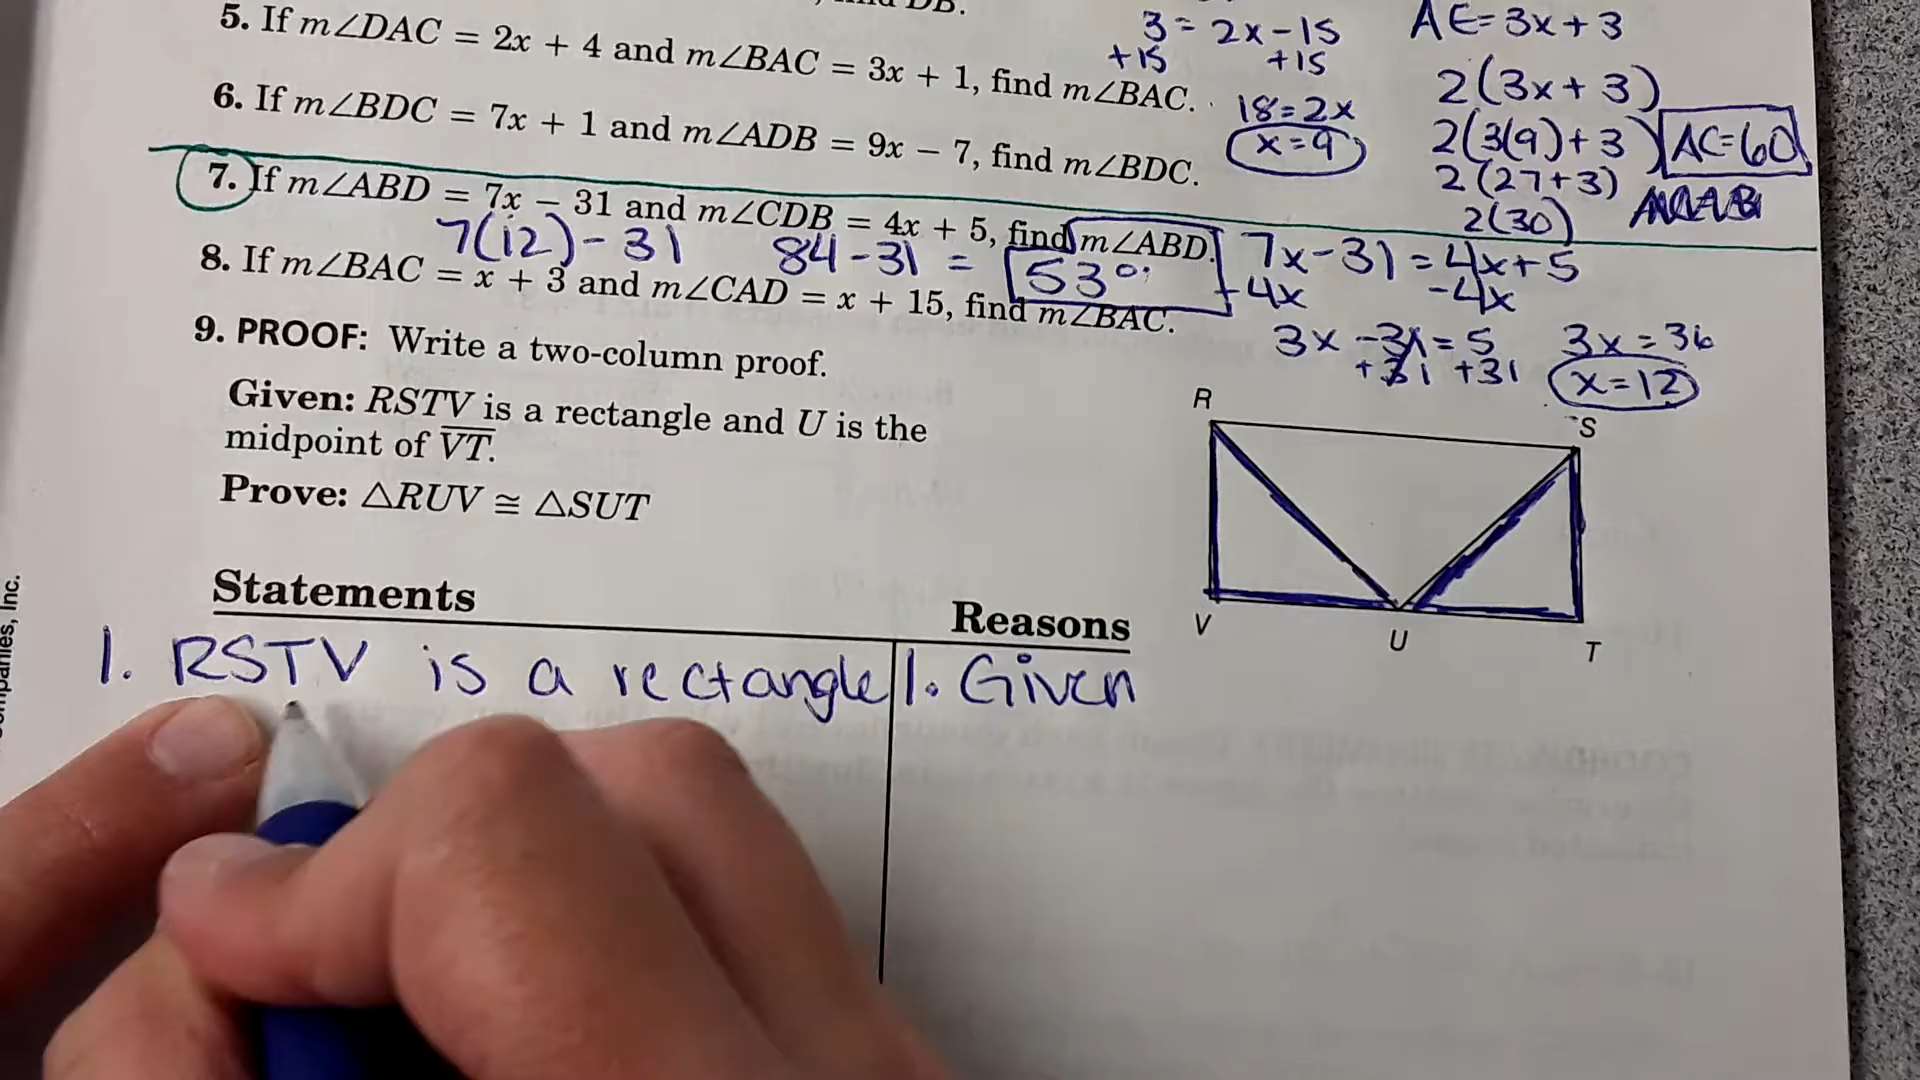 DB.
5. If m∠DAC = 2x + 4 and m∠BAC = 3x + 1, find m∠BAC.
6. If m∠BDC = 7x + 1 and m∠ADB = 9x − 7, find m∠BDC.
7. If m∠ABD = 7x − 31 and m∠CDB = 4x + 5, find m∠ABD.
7(12) - 31 84 - 31 = 53°
8. If m∠BAC = x + 3 and m∠CAD = x + 15, find m∠BAC.
9. PROOF: Write a two-column proof.
Given: RSTV is a rectangle and U is the
midpoint of V̅T̅.
Prove: △RUV ≅ △SUT
3 = 2x - 15
+15 +15
18 = 2x
x = 9
AE = 3x + 3
2(3x + 3)
2(3(9) + 3) AC = 60
2(27 + 3)
2(30)
7x - 31 = 4x + 5
-4x -4x
3x - 31 = 5
+31 +31
3x = 36
x = 12
R
S
V
U
T
Statements Reasons
1. RSTV is a rectangle 1. Given
Companies, Inc.